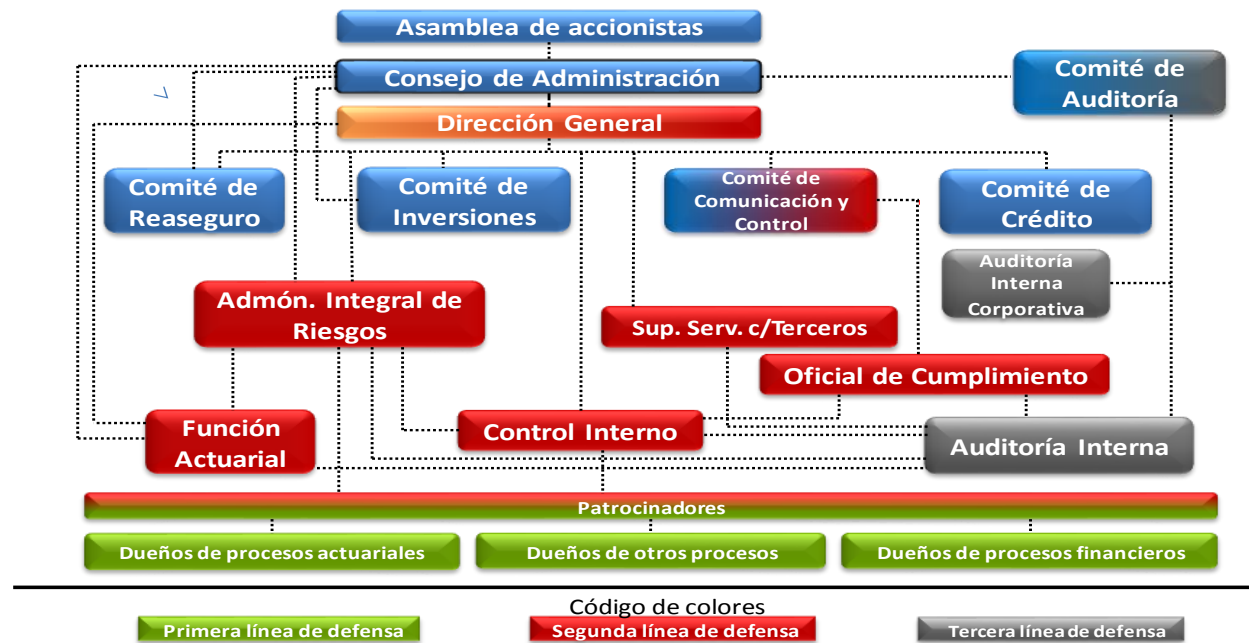 Asamblea de accionistas
Consejo de Administración
Comité de
Auditoría
Dirección General
Comité de
Reaseguro
Comité de
Inversiones
Comité de
Comunicación y
Control
Comité de
Crédito
Auditoría
Interna
Corporativa
Admón. Integral de
Riesgos
Sup. Serv. c/Terceros
Oficial de Cumplimiento
Función
Actuarial
Control Interno
Auditoría Interna
Patrocinadores
Dueños de procesos actuariales
Dueños de otros procesos
Dueños de procesos financieros
Código de colores
Primera línea de defensa
Segunda línea de defensa
Tercera línea de defensa